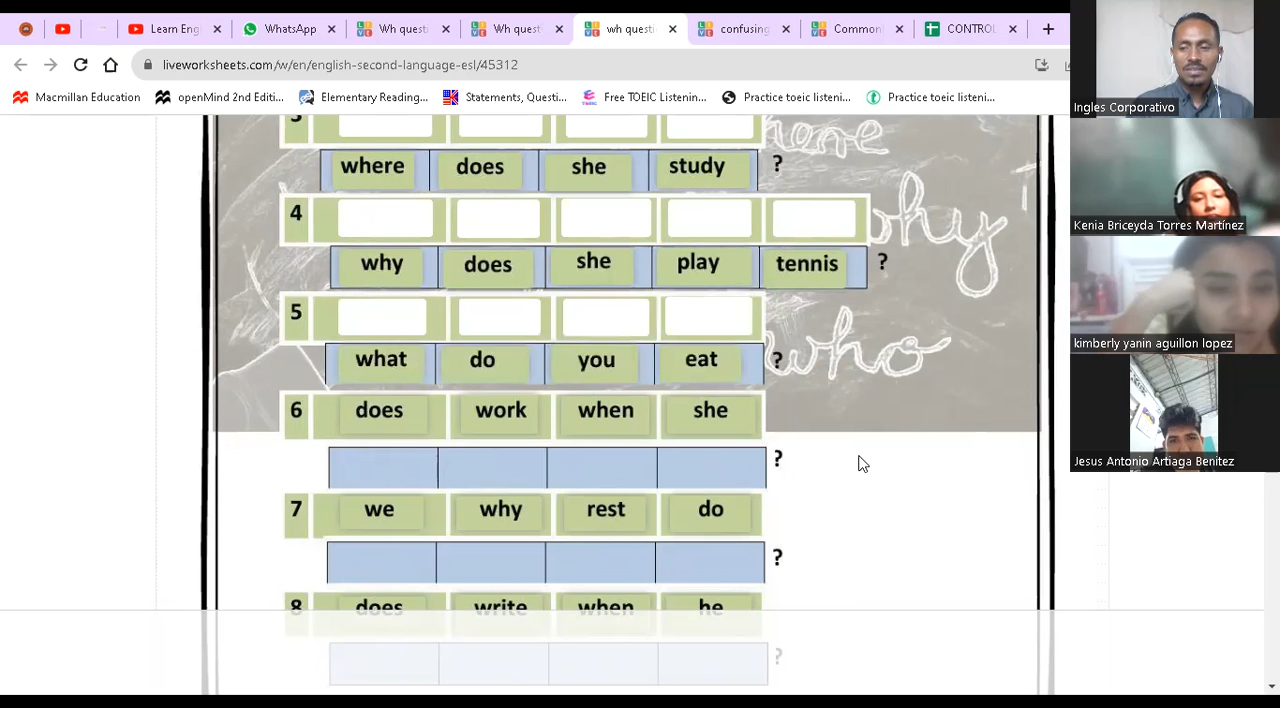 Learn Eng
WhatsApp
Wh questi
Wh quest
wh questi
confusing
Common
CONTROL
liveworksheets.com/w/en/english-second-language-esl/45312
Macmillan Education
openMind 2nd Editi...
Elementary Reading...
Statements, Questi...
Free TOEIC Listenin...
Practice toeic listeni...
Practice toeic listeni...
Ingles Corporativo
Kenia Briceyda Torres Martínez
kimberly yanin aguillon lopez
Jesus Antonio Artiaga Benitez
3
where does she study ?
4
why
why does she play tennis ?
5
who
what do you eat ?
6 does work when she
?
7 we why rest do
?
8 does write when he
?